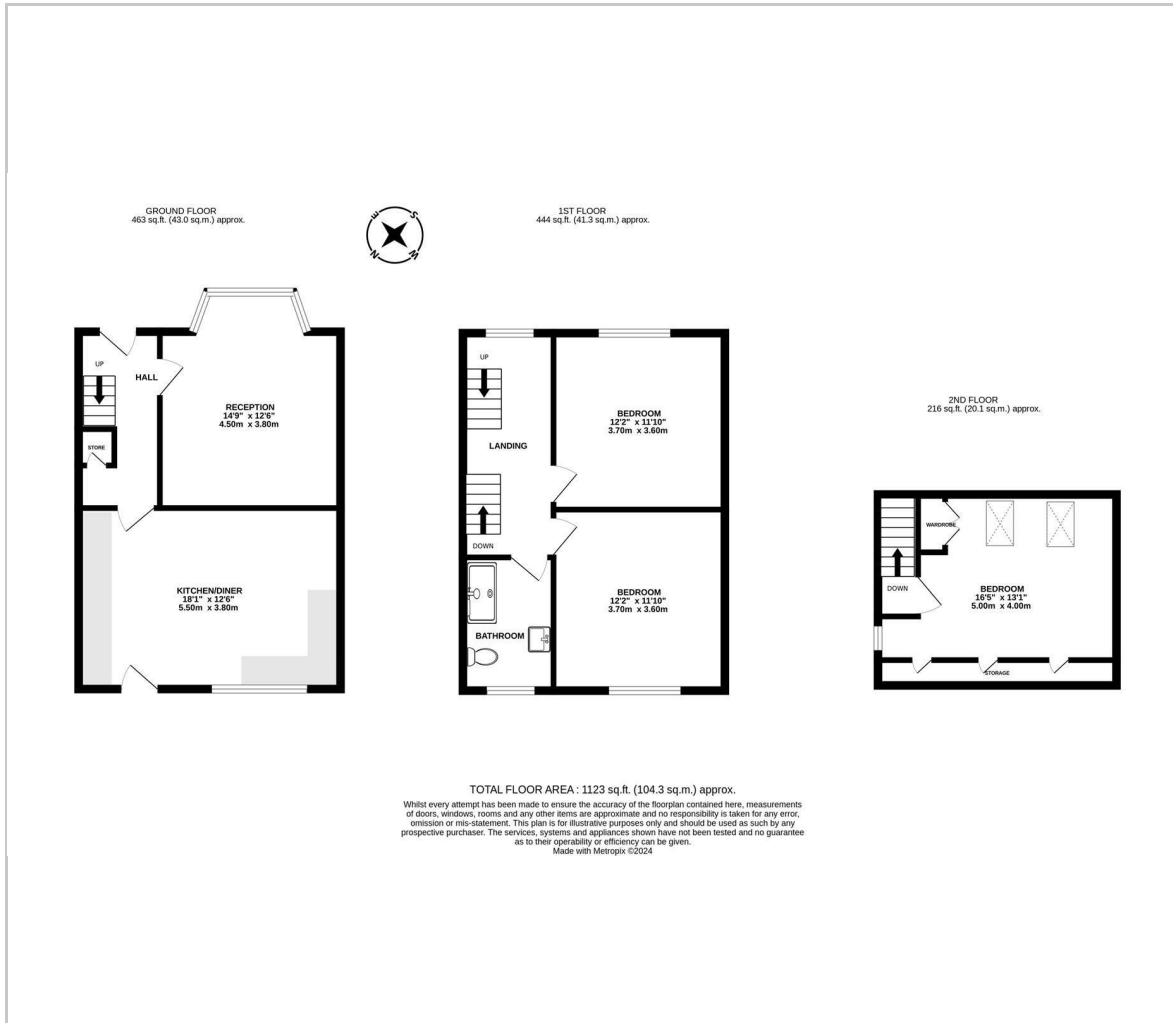 GROUND FLOOR
463 sq.ft. (43.0 sq.m.) approx.
E
S
N
W
1ST FLOOR
444 sq.ft. (41.3 sq.m.) approx.
UP
HALL
RECEPTION
14'9" x 12'6"
4.50m x 3.80m
STORE
KITCHEN/DINER
18'1" x 12'6"
5.50m x 3.80m
UP
LANDING
BEDROOM
12'2" x 11'10"
3.70m x 3.60m
DOWN
BATHROOM
BEDROOM
12'2" x 11'10"
3.70m x 3.60m
2ND FLOOR
216 sq.ft. (20.1 sq.m.) approx.
WARDROBE
DOWN
BEDROOM
16'5" x 13'1"
5.00m x 4.00m
STORAGE
TOTAL FLOOR AREA : 1123 sq.ft. (104.3 sq.m.) approx.
Whilst every attempt has been made to ensure the accuracy of the floorplan contained here, measurements
of doors, windows, rooms and any other items are approximate and no responsibility is taken for any error,
omission or mis-statement. This plan is for illustrative purposes only and should be used as such by any
prospective purchaser. The services, systems and appliances shown have not been tested and no guarantee
as to their operability or efficiency can be given.
Made with Metropix ©2024